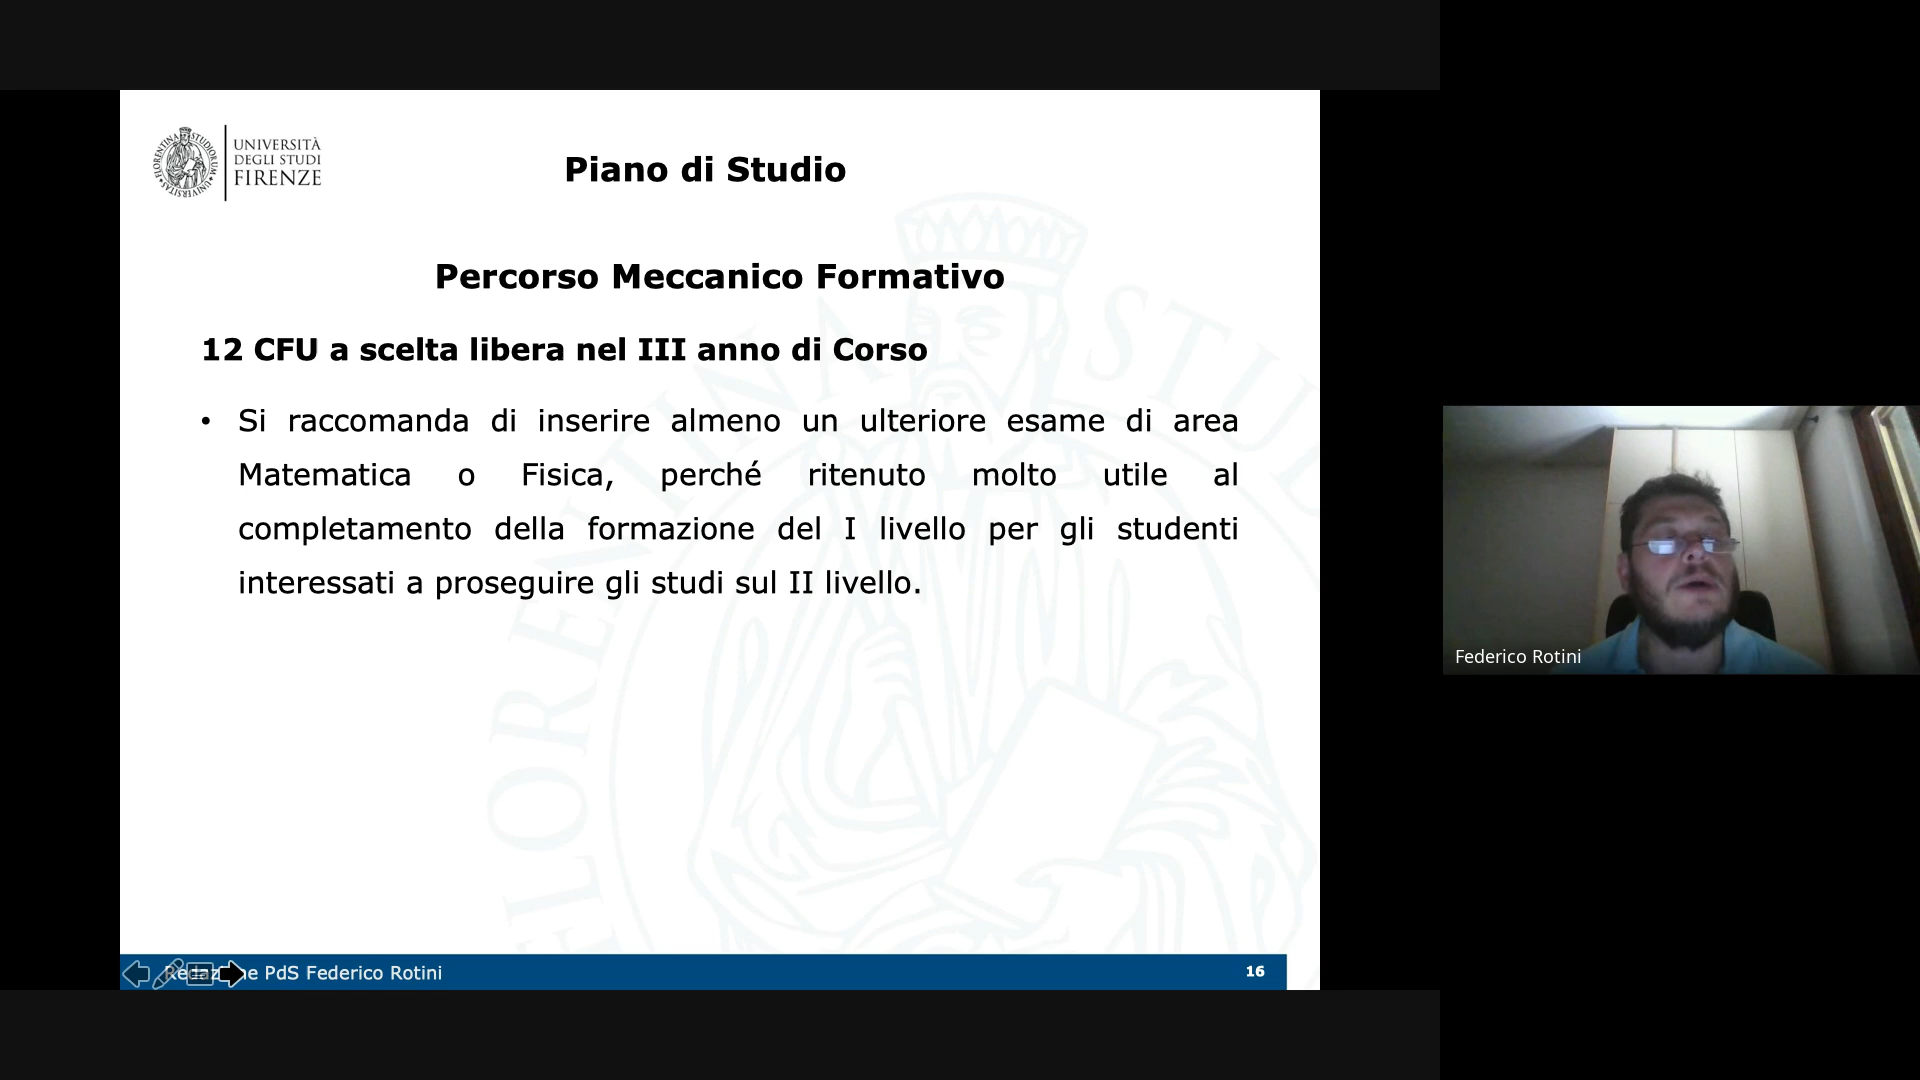 UNIVERSITÀ
DEGLI STUDI
FIRENZE
Piano di Studio
Percorso Meccanico Formativo
12 CFU a scelta libera nel III anno di Corso
• Si raccomanda di inserire almeno un ulteriore esame di area
Matematica o Fisica, perché ritenuto molto utile al
completamento della formazione del I livello per gli studenti
interessati a proseguire gli studi sul II livello.
Redazione PdS Federico Rotini
16
Federico Rotini